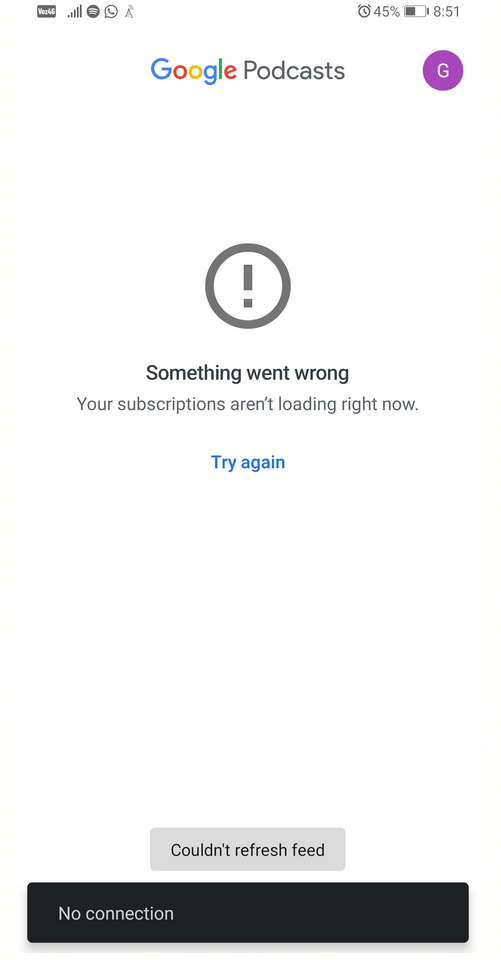 Voz4G 45% 8:51
Google Podcasts G
Something went wrong
Your subscriptions aren’t loading right now.
Try again
Couldn't refresh feed
No connection